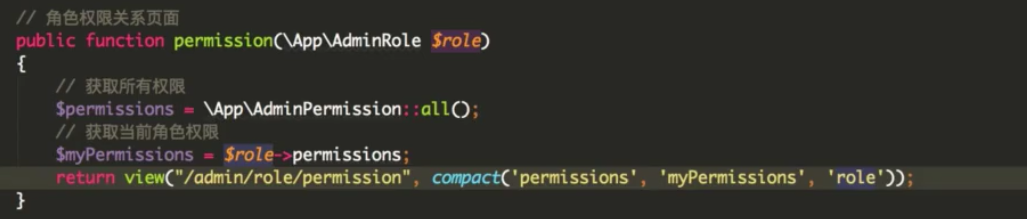 // 角色权限关系页面
public function permission(\App\AdminRole $role)
{
// 获取所有权限
$permissions = \App\AdminPermission::all();
// 获取当前角色权限
$myPermissions = $role->permissions;
return view("/admin/role/permission", compact('permissions', 'myPermissions', 'role'));
}